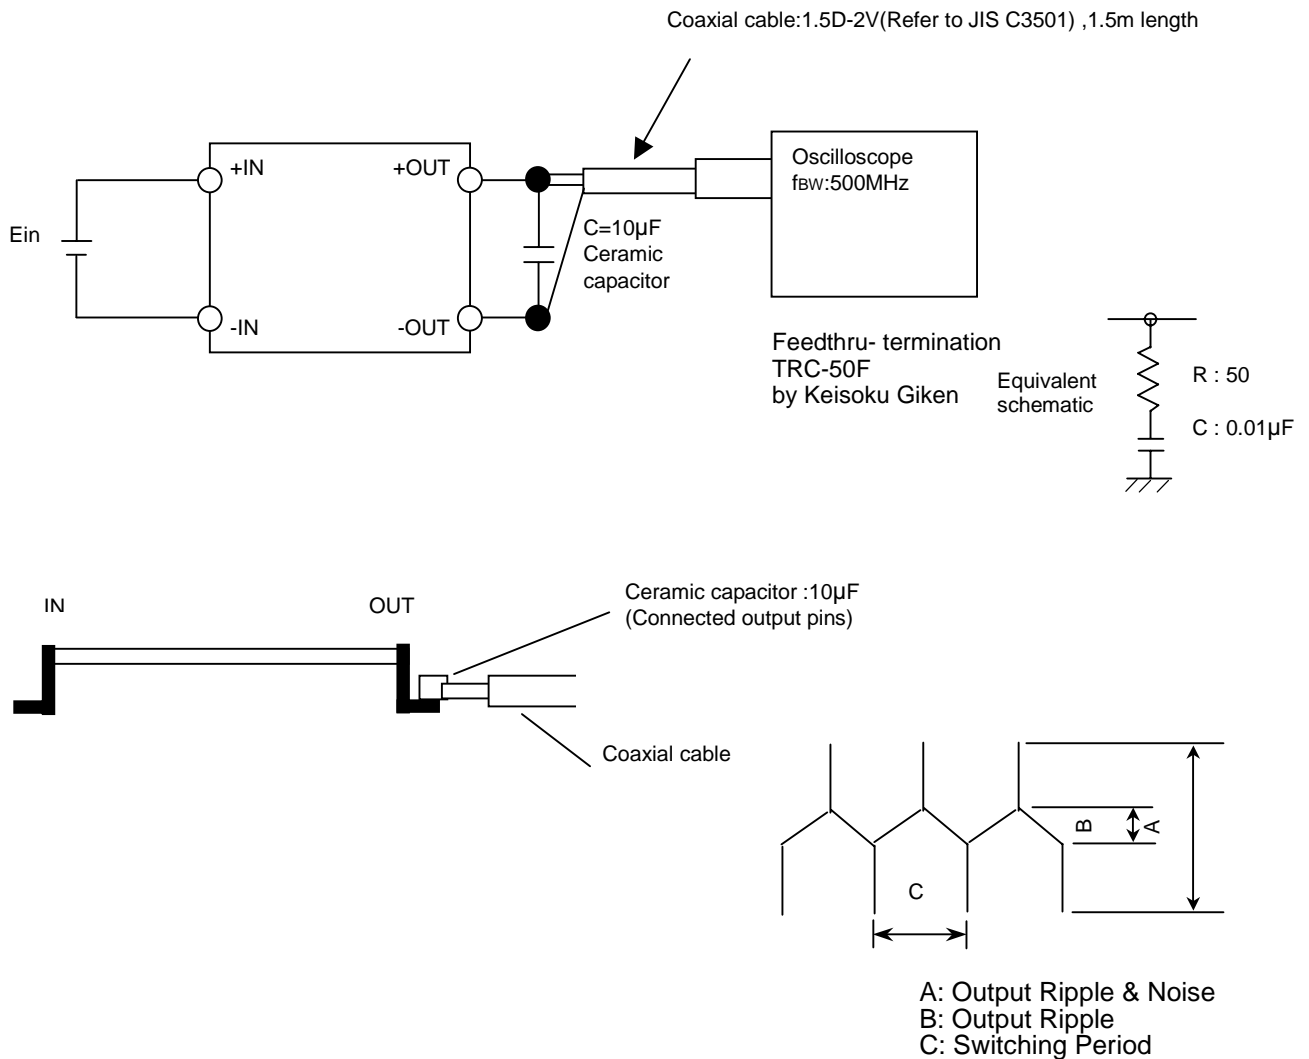 Coaxial cable:1.5D-2V(Refer to JIS C3501) ,1.5m length
+IN
+OUT
Oscilloscope
fBW:500MHz
Ein
C=10µF
Ceramic
capacitor
-IN
-OUT
Feedthru- termination
TRC-50F
by Keisoku Giken
Equivalent
schematic
R : 50
C : 0.01µF
IN
OUT
Ceramic capacitor :10µF
(Connected output pins)
Coaxial cable
B
A
C
A: Output Ripple & Noise
B: Output Ripple
C: Switching Period